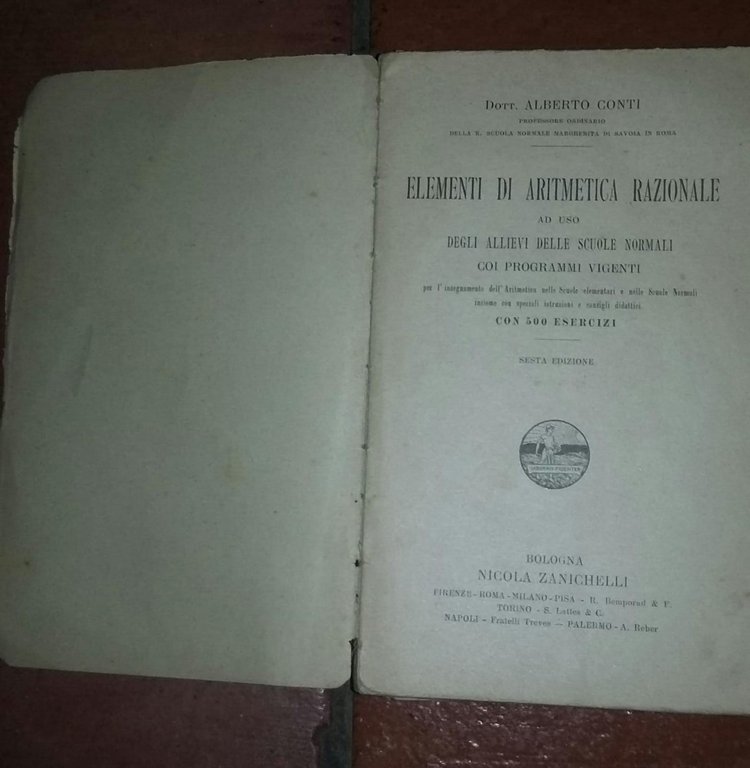 Dott. ALBERTO CONTI
PROFESSORE ORDINARIO
DELLA R. SCUOLA NORMALE MARGHERITA DI SAVOIA IN ROMA
ELEMENTI DI ARITMETICA RAZIONALE
AD USO
DEGLI ALLIEVI DELLE SCUOLE NORMALI
COI PROGRAMMI VIGENTI
per l'insegnamento dell'Aritmetica nelle Scuole elementari e nelle Scuole Normali
insieme con speciali istruzioni e consigli didattici
CON 500 ESERCIZI
SESTA EDIZIONE
BOLOGNA
NICOLA ZANICHELLI
FIRENZE - ROMA - MILANO - PISA - R. Bemporad & F.
TORINO - S. Lattes & C.
NAPOLI - Fratelli Treves — PALERMO - A. Reber